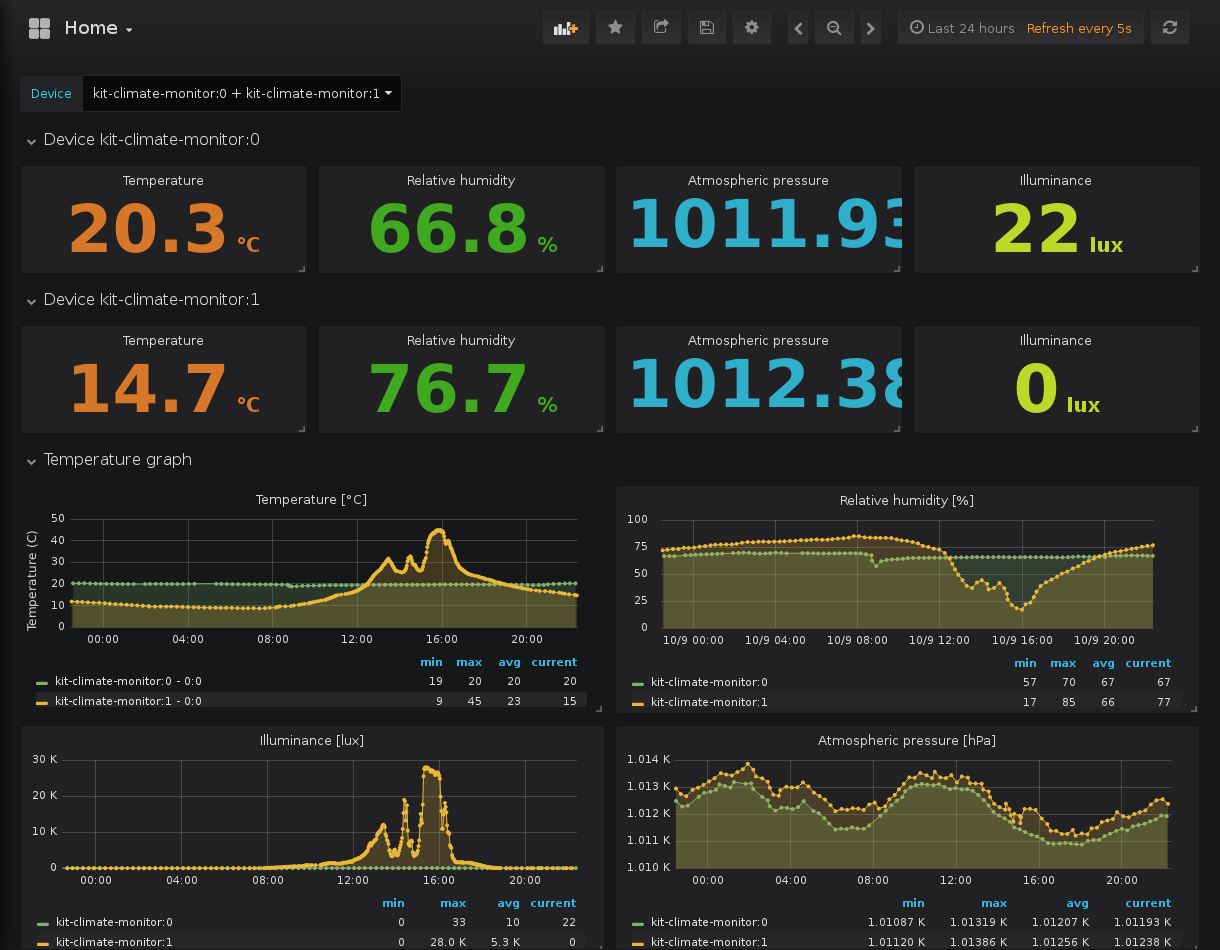 Home
Last 24 hours Refresh every 5s
Device kit-climate-monitor:0 + kit-climate-monitor:1
Device kit-climate-monitor:0
Temperature Relative humidity Atmospheric pressure Illuminance
20.3 °C 66.8 % 1011.93 22 lux
Device kit-climate-monitor:1
Temperature Relative humidity Atmospheric pressure Illuminance
14.7 °C 76.7 % 1012.38 0 lux
Temperature graph
Temperature [°C]
Temperature (C)
50
40
30
20
10
0
00:00 04:00 08:00 12:00 16:00 20:00
min max avg current
kit-climate-monitor:0 - 0:0 19 20 20 20
kit-climate-monitor:1 - 0:0 9 45 23 15
Relative humidity [%]
100
75
50
25
0
10/9 00:00 10/9 04:00 10/9 08:00 10/9 12:00 10/9 16:00 10/9 20:00
min max avg current
kit-climate-monitor:0 57 70 67 67
kit-climate-monitor:1 17 85 66 77
Illuminance [lux]
30 K
20 K
10 K
0
00:00 04:00 08:00 12:00 16:00 20:00
min max avg current
kit-climate-monitor:0 0 33 10 22
kit-climate-monitor:1 0 28.0 K 5.3 K 0
Atmospheric pressure [hPa]
1.014 K
1.013 K
1.012 K
1.011 K
1.010 K
00:00 04:00 08:00 12:00 16:00 20:00
min max avg current
kit-climate-monitor:0 1.01087 K 1.01319 K 1.01207 K 1.01193 K
kit-climate-monitor:1 1.01120 K 1.01386 K 1.01256 K 1.01238 K